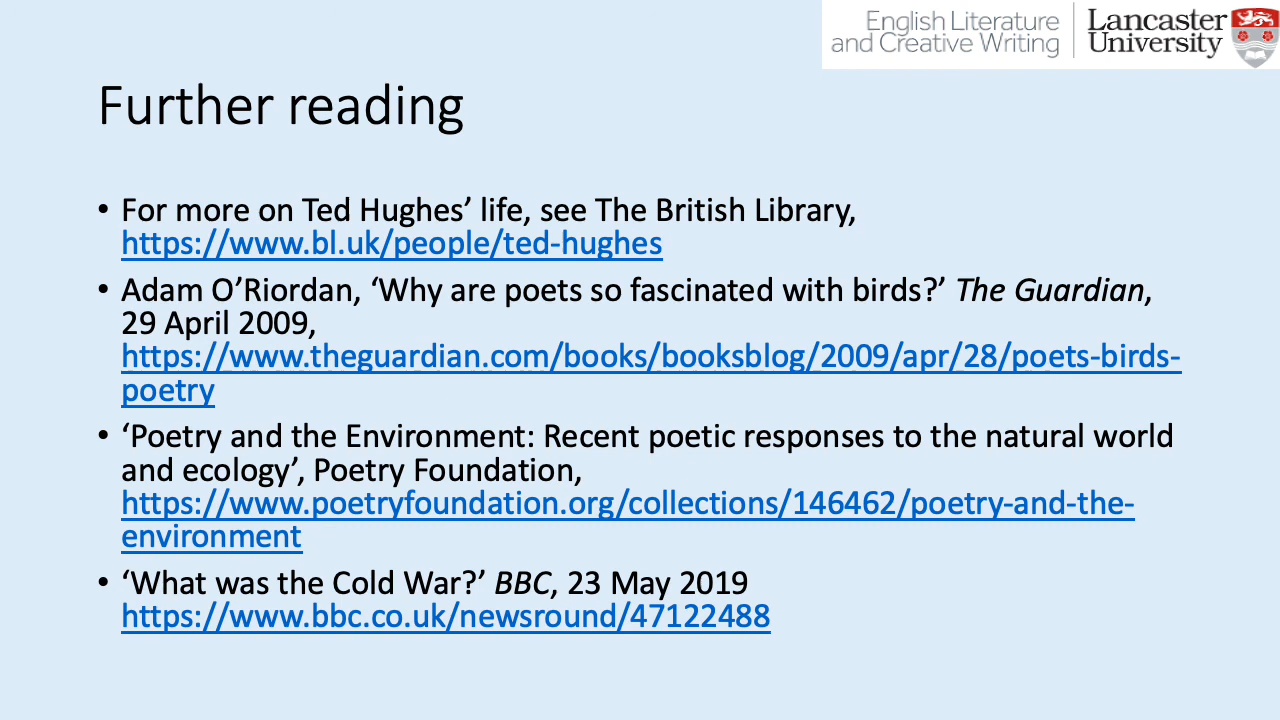 English Literature
and Creative Writing
Lancaster
University
Further reading
• For more on Ted Hughes’ life, see The British Library,
https://www.bl.uk/people/ted-hughes
• Adam O’Riordan, ‘Why are poets so fascinated with birds?’ The Guardian,
29 April 2009,
https://www.theguardian.com/books/booksblog/2009/apr/28/poets-birds-
poetry
• ‘Poetry and the Environment: Recent poetic responses to the natural world
and ecology’, Poetry Foundation,
https://www.poetryfoundation.org/collections/146462/poetry-and-the-
environment
• ‘What was the Cold War?’ BBC, 23 May 2019
https://www.bbc.co.uk/newsround/47122488